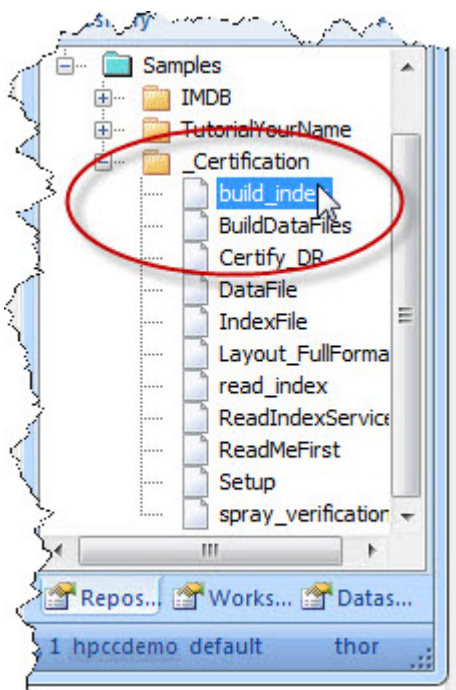 Samples
IMDB
TutorialYourName
_Certification
build_index
BuildDataFiles
Certify_DR
DataFile
IndexFile
Layout_FullForma
read_index
ReadIndexService
ReadMeFirst
Setup
spray_verification
Repos... Works... Datas...
1 hpccdemo default thor